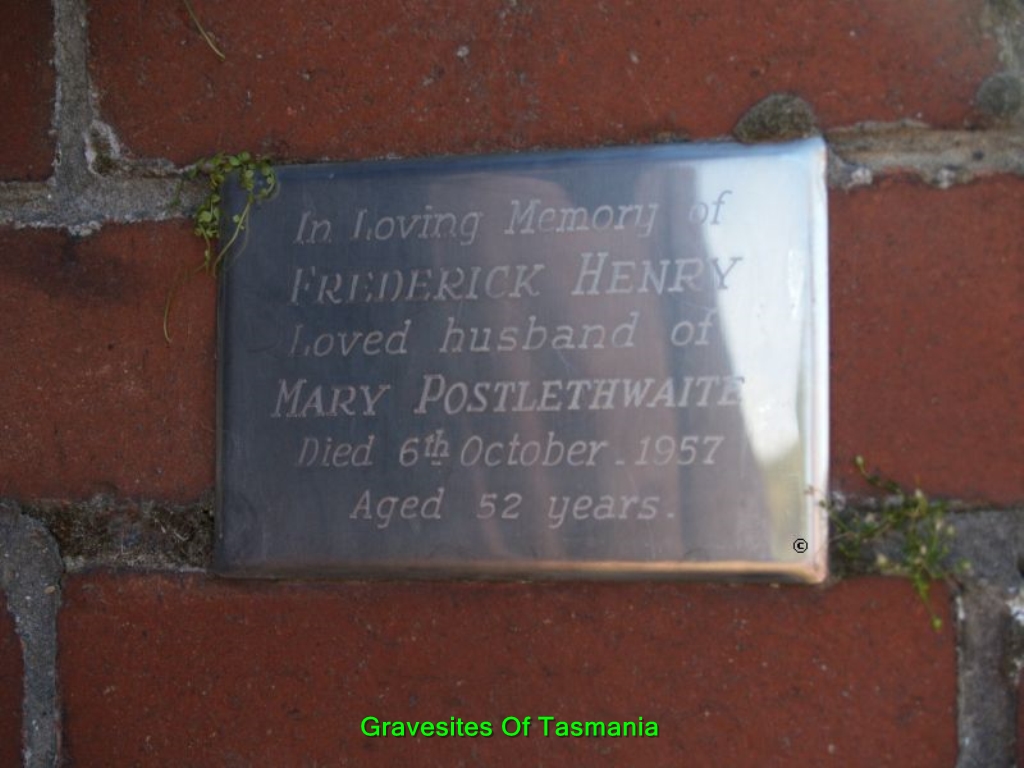 In Loving Memory of
FREDERICK HENRY
Loved husband of
MARY POSTLETHWAITE
Died 6th October. 1957
Aged 52 years.
©
Gravesites Of Tasmania